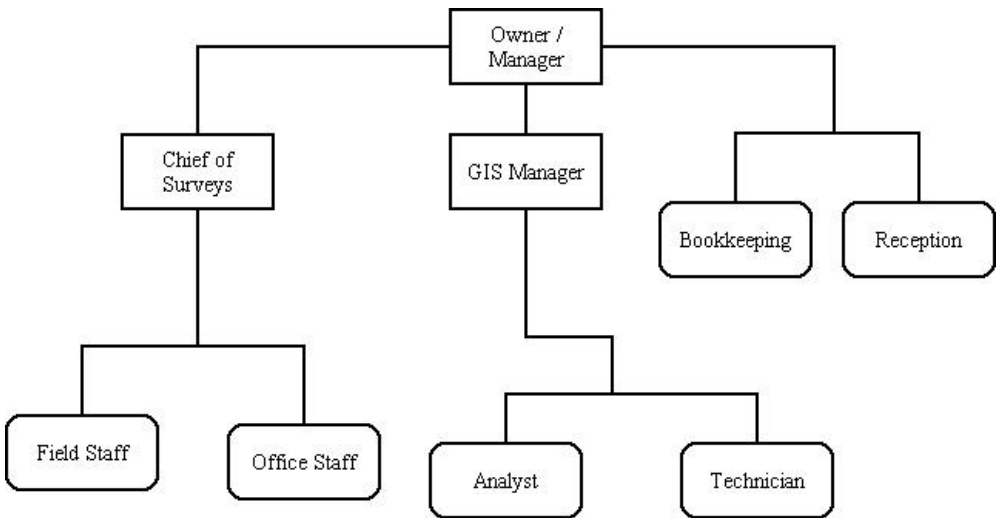 Owner /
Manager
Chief of
Surveys
GIS Manager
Bookkeeping
Reception
Field Staff
Office Staff
Analyst
Technician